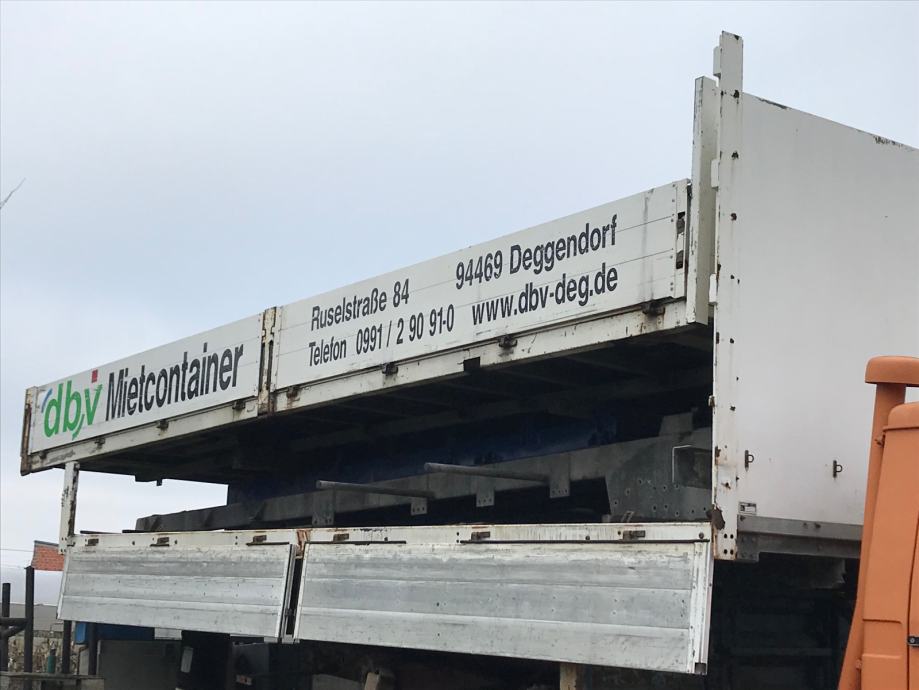 dbv Mietcontainer
Ruselstraße 84 94469 Deggendorf
Telefon 0991 / 2 90 91-0 www.dbv-deg.de